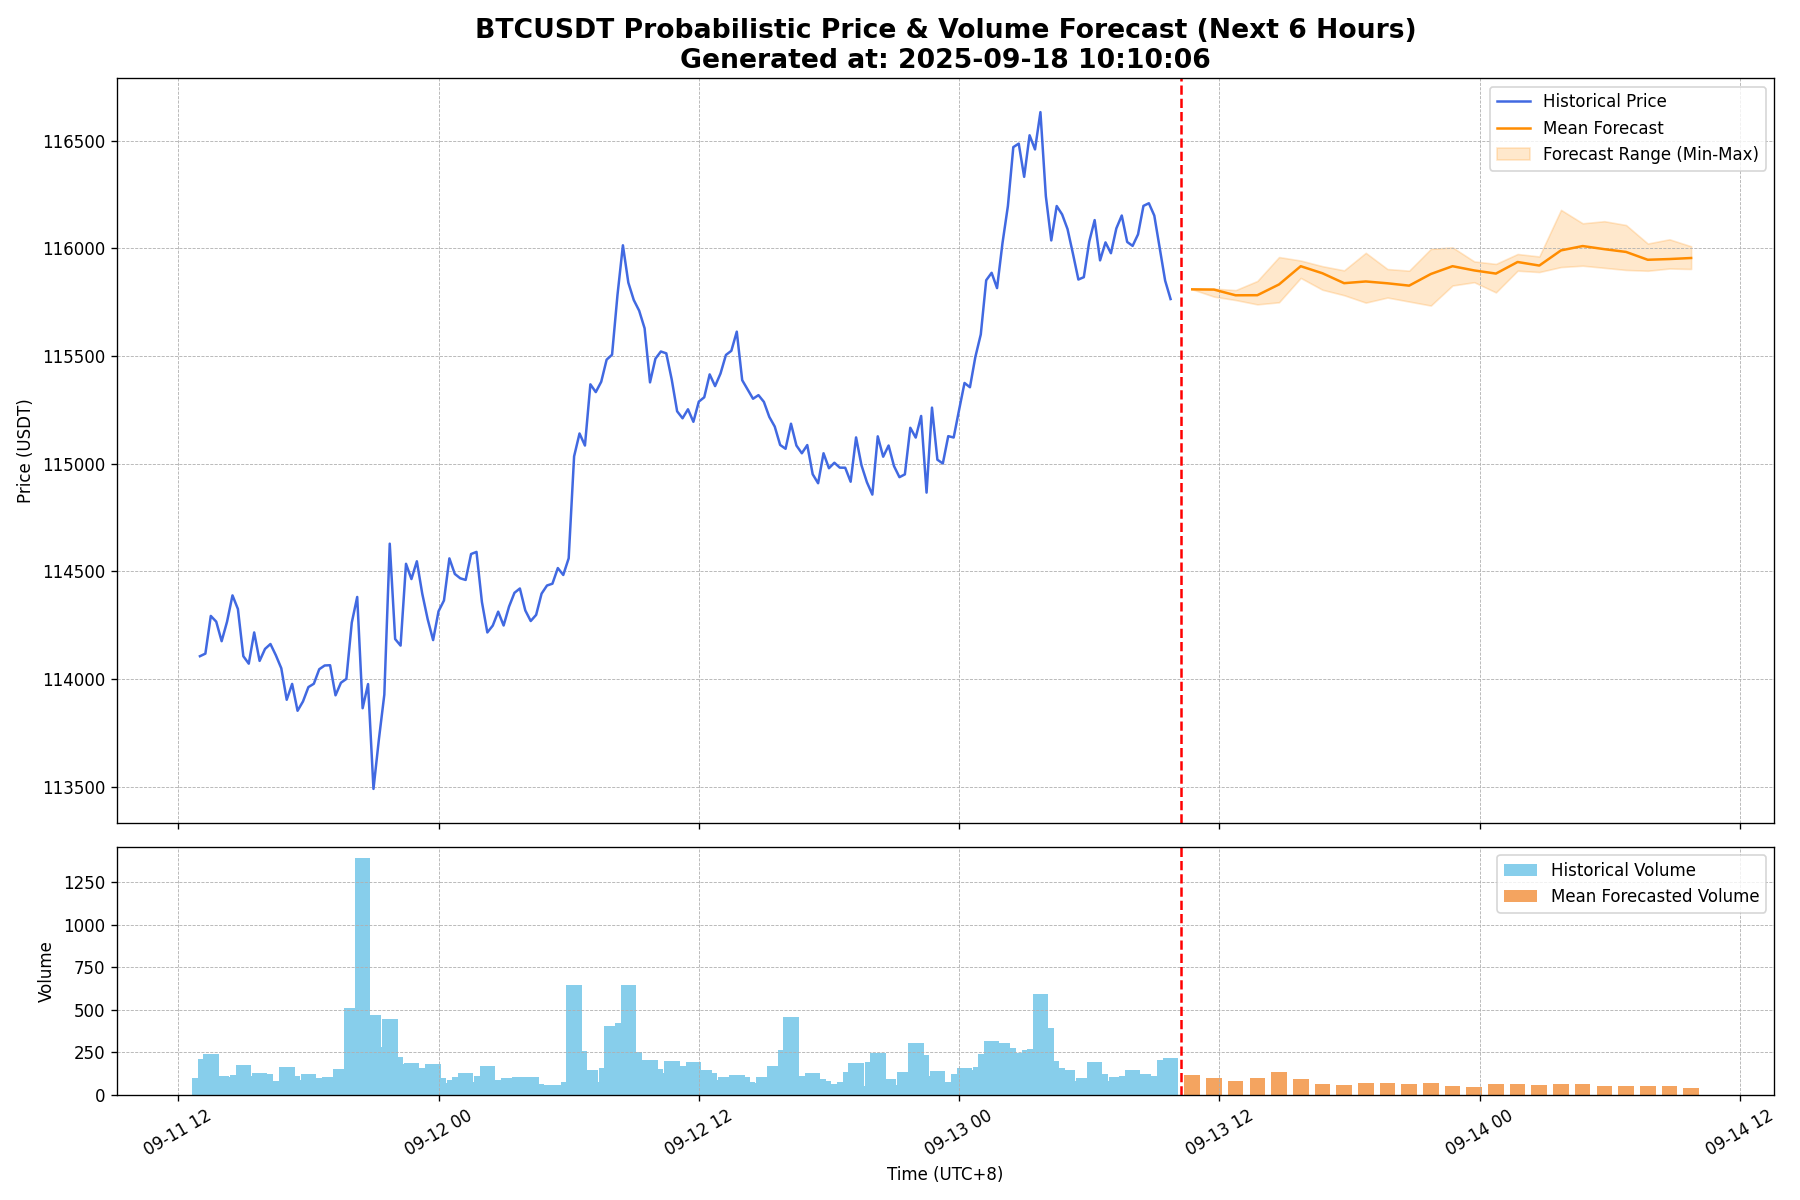 BTCUSDT Probabilistic Price & Volume Forecast (Next 6 Hours)
Generated at: 2025-09-18 10:10:06
Historical Price
Mean Forecast
Forecast Range (Min-Max)
116500
116000
115500
115000
114500
114000
113500
Price (USDT)
Historical Volume
Mean Forecasted Volume
1250
1000
750
500
250
0
Volume
09-11 12
09-12 00
09-12 12
09-13 00
09-13 12
09-14 00
09-14 12
Time (UTC+8)